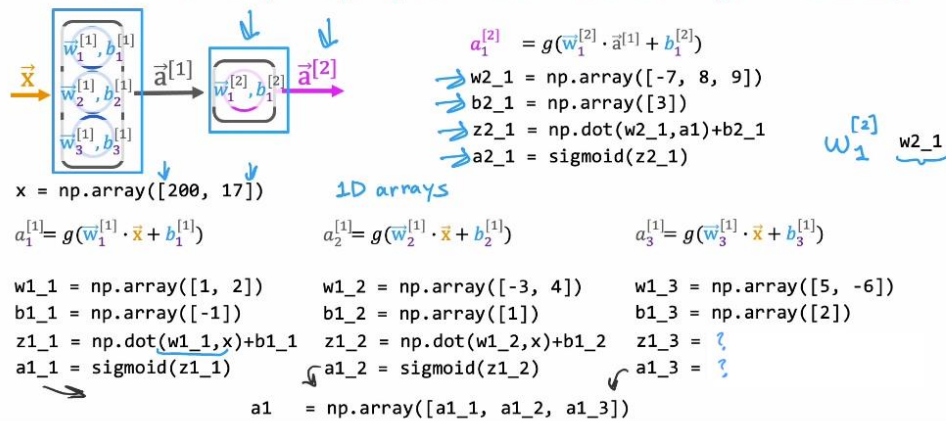 w⃗₁^[1], b₁^[1]
w⃗₂^[1], b₂^[1]
w⃗₃^[1], b₃^[1]
x⃗
a⃗^[1]
w⃗₁^[2], b₁^[2]
a⃗^[2]
a₁^[2] = g(w⃗₁^[2] · a⃗^[1] + b₁^[2])
w2_1 = np.array([-7, 8, 9])
b2_1 = np.array([3])
z2_1 = np.dot(w2_1,a1)+b2_1
a2_1 = sigmoid(z2_1)
w₁^[2] w2_1
x = np.array([200, 17]) 1D arrays
a₁^[1] = g(w⃗₁^[1] · x⃗ + b₁^[1]) a₂^[1] = g(w⃗₂^[1] · x⃗ + b₂^[1]) a₃^[1] = g(w⃗₃^[1] · x⃗ + b₃^[1])
w1_1 = np.array([1, 2]) w1_2 = np.array([-3, 4]) w1_3 = np.array([5, -6])
b1_1 = np.array([-1]) b1_2 = np.array([1]) b1_3 = np.array([2])
z1_1 = np.dot(w1_1,x)+b1_1 z1_2 = np.dot(w1_2,x)+b1_2 z1_3 = ?
a1_1 = sigmoid(z1_1) a1_2 = sigmoid(z1_2) a1_3 = ?
a1 = np.array([a1_1, a1_2, a1_3])